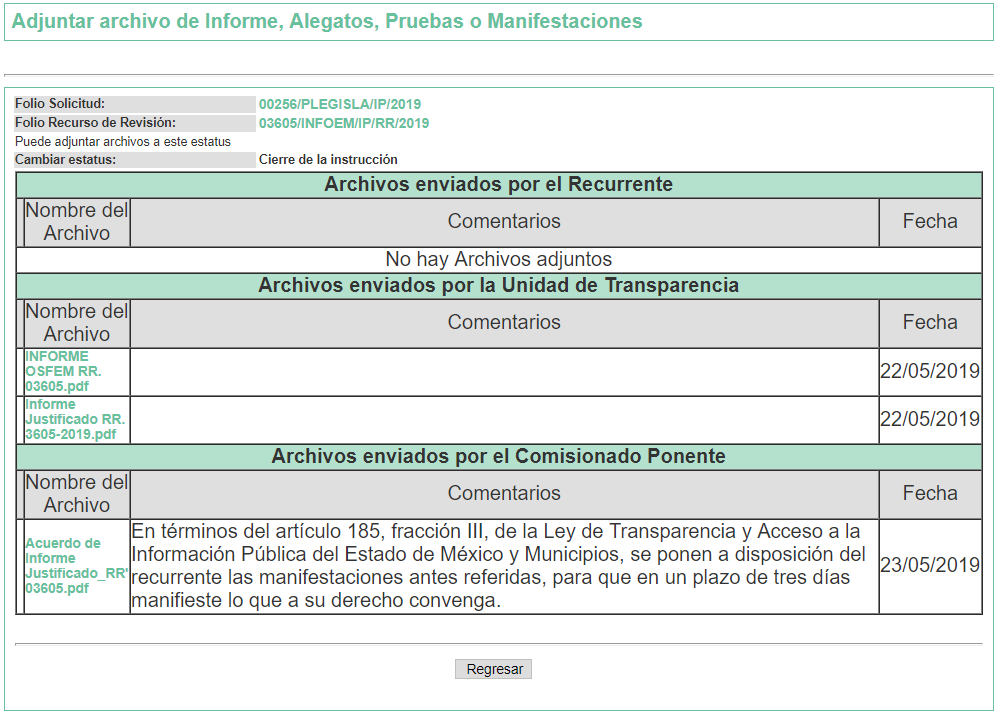 Adjuntar archivo de Informe, Alegatos, Pruebas o Manifestaciones
Folio Solicitud: 00256/PLEGISLA/IP/2019
Folio Recurso de Revisión: 03605/INFOEM/IP/RR/2019
Puede adjuntar archivos a este estatus
Cambiar estatus: Cierre de la instrucción
Archivos enviados por el Recurrente
Nombre del
Archivo
Comentarios
Fecha
No hay Archivos adjuntos
Archivos enviados por la Unidad de Transparencia
Nombre del
Archivo
Comentarios
Fecha
INFORME
OSFEM RR.
03605.pdf
22/05/2019
Informe
Justificado RR.
3605-2019.pdf
22/05/2019
Archivos enviados por el Comisionado Ponente
Nombre del
Archivo
Comentarios
Fecha
Acuerdo de
Informe
Justificado_RR'
03605.pdf
En términos del artículo 185, fracción III, de la Ley de Transparencia y Acceso a la
Información Pública del Estado de México y Municipios, se ponen a disposición del
recurrente las manifestaciones antes referidas, para que en un plazo de tres días
manifieste lo que a su derecho convenga.
23/05/2019
Regresar